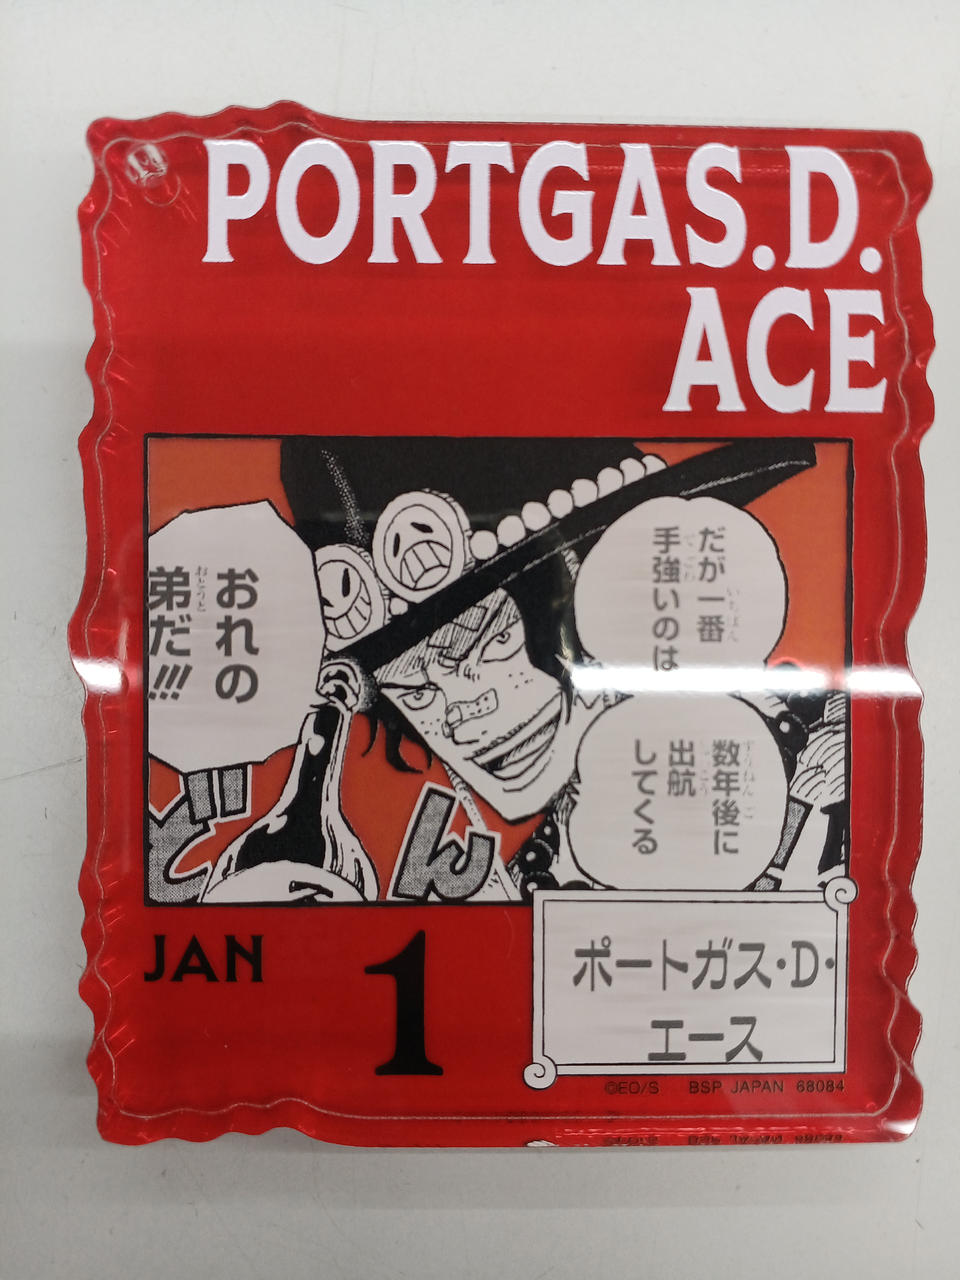 PORTGAS.D.
ACE
だが一番
手強いのは
数年後に
出航
してくる
おれの
弟だ!!!
どん
JAN
1
ポートガス・D・
エース
©EO/S BSP JAPAN 68084